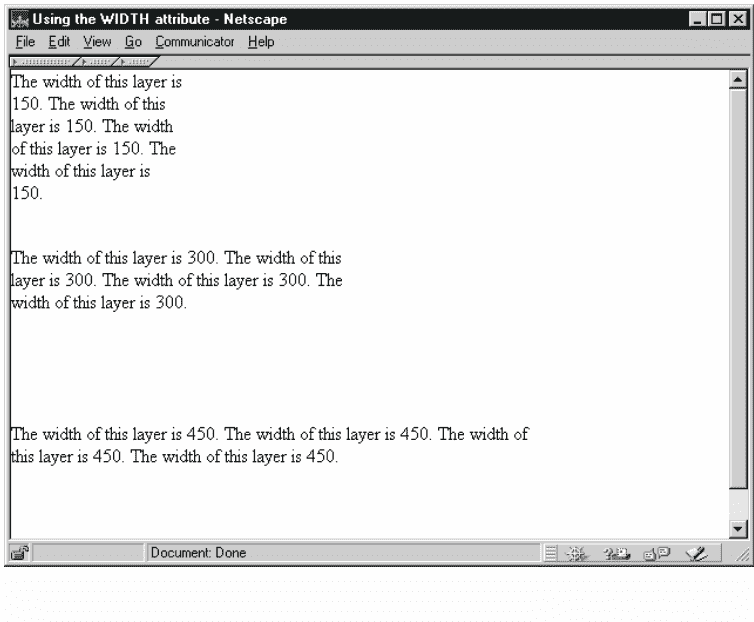 Using the WIDTH attribute - Netscape
File Edit View Go Communicator Help
The width of this layer is
150. The width of this
layer is 150. The width
of this layer is 150. The
width of this layer is
150.
The width of this layer is 300. The width of this
layer is 300. The width of this layer is 300. The
width of this layer is 300.
The width of this layer is 450. The width of this layer is 450. The width of
this layer is 450. The width of this layer is 450.
Document: Done